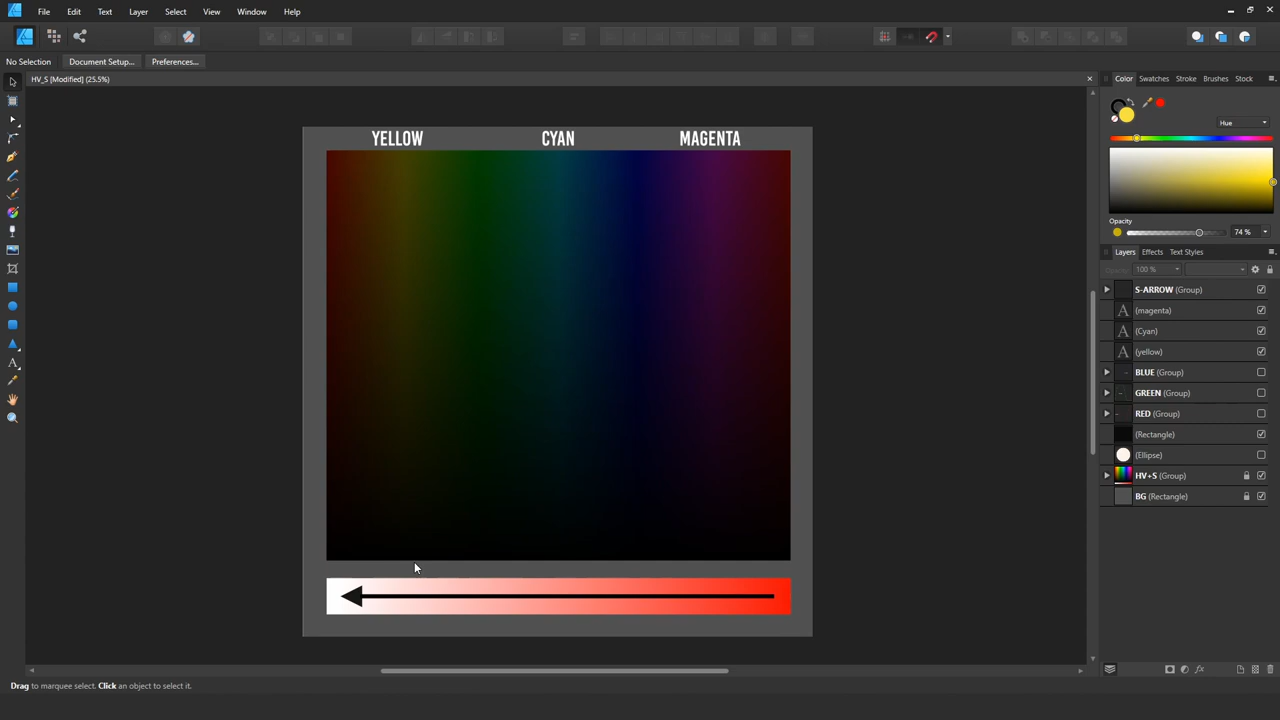 File Edit Text Layer Select View Window Help
No Selection Document Setup... Preferences...
HV_S [Modified] (25.5%)
YELLOW CYAN MAGENTA
Color Swatches Stroke Brushes Stock
Hue
Opacity
74 %
Layers Effects Text Styles
Opacity: 100 %
S-ARROW (Group)
(magenta)
(Cyan)
(yellow)
BLUE (Group)
GREEN (Group)
RED (Group)
(Rectangle)
(Ellipse)
HV+S (Group)
BG (Rectangle)
Drag to marquee select. Click an object to select it.